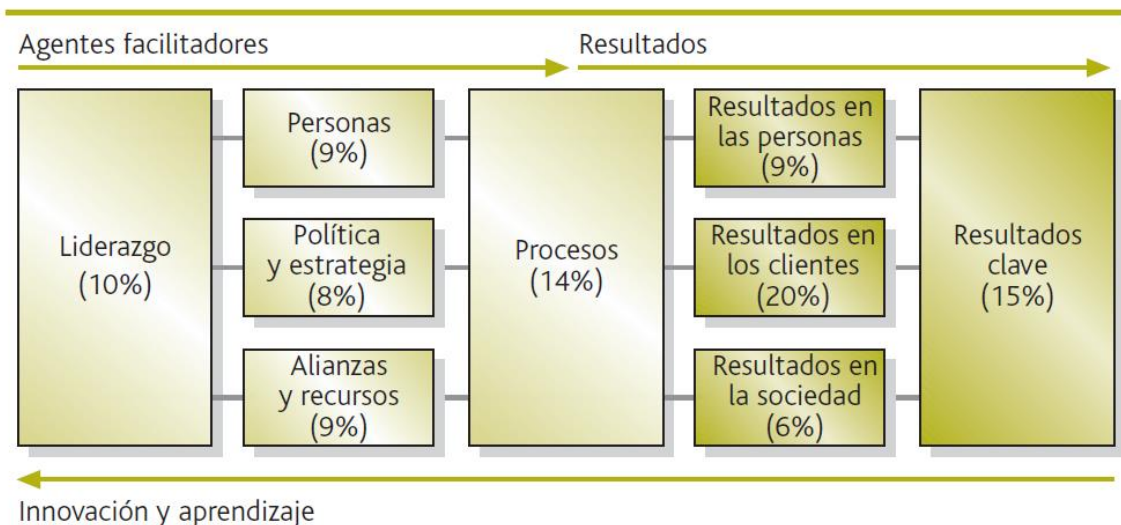 Agentes facilitadores
Resultados
Liderazgo
(10%)
Personas
(9%)
Política
y estrategia
(8%)
Alianzas
y recursos
(9%)
Procesos
(14%)
Resultados en
las personas
(9%)
Resultados en
los clientes
(20%)
Resultados en
la sociedad
(6%)
Resultados
clave
(15%)
Innovación y aprendizaje